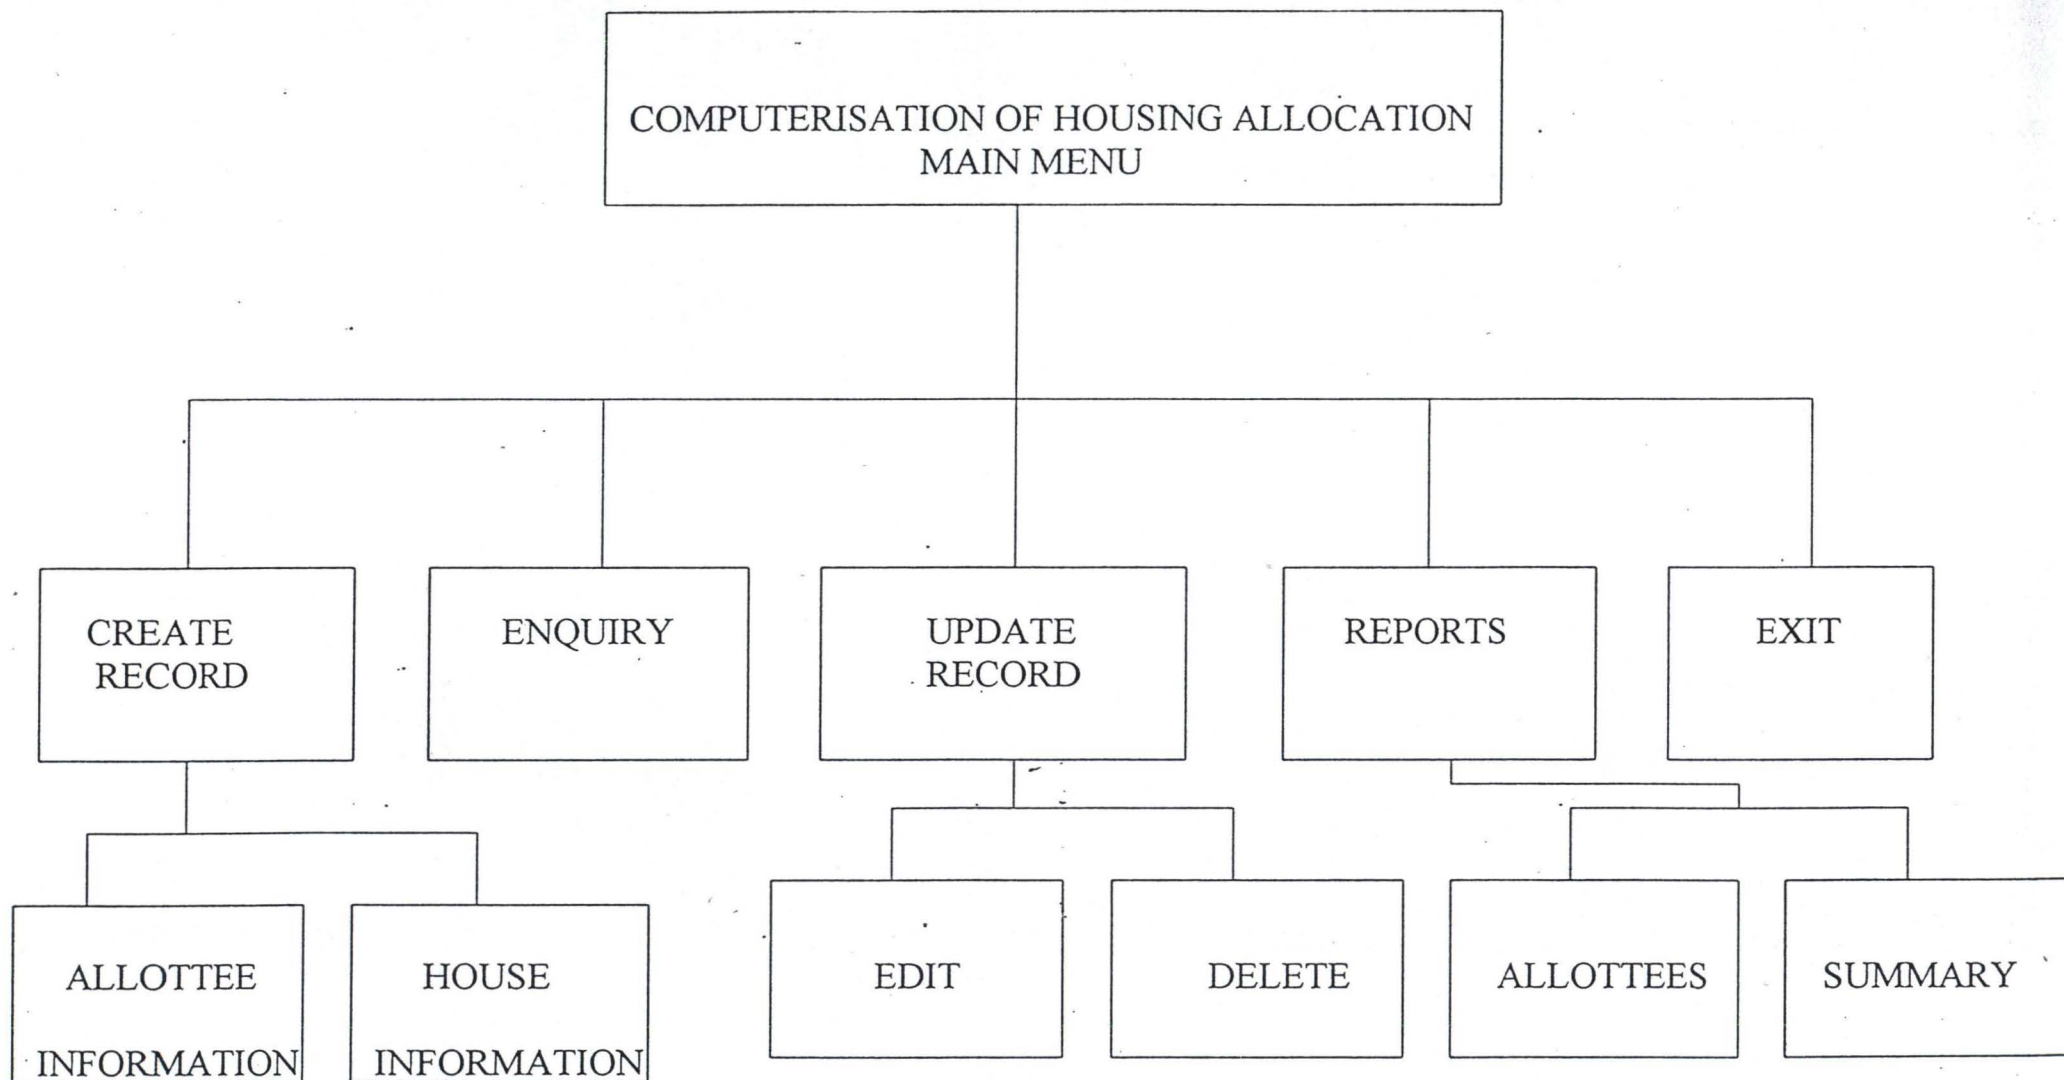 COMPUTERISATION OF HOUSING ALLOCATION
MAIN MENU
CREATE
RECORD
ENQUIRY
UPDATE
RECORD
REPORTS
EXIT
ALLOTTEE
INFORMATION
HOUSE
INFORMATION
EDIT
DELETE
ALLOTTEES
SUMMARY